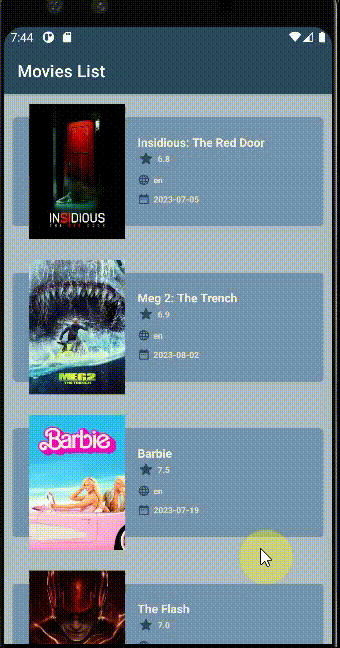 7:44
Movies List
INSIDIOUS
THE RED DOOR
Insidious: The Red Door
6.8
en
2023-07-05
MEG2
THE TRENCH
Meg 2: The Trench
6.9
en
2023-08-02
Barbie
Barbie
7.5
en
2023-07-19
The Flash
7.0